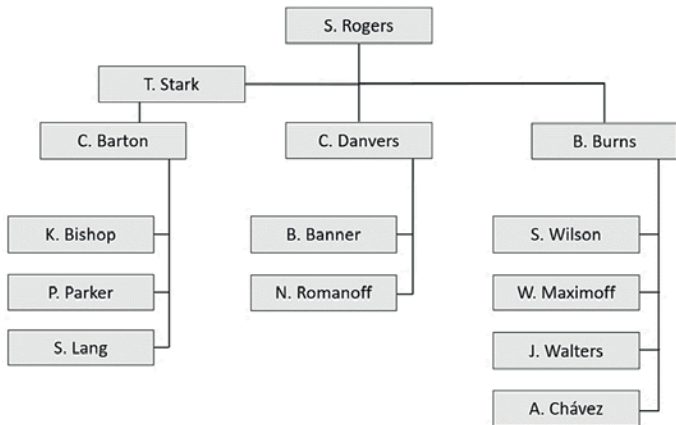 S. Rogers
T. Stark
C. Barton
C. Danvers
B. Burns
K. Bishop
B. Banner
S. Wilson
P. Parker
N. Romanoff
W. Maximoff
S. Lang
J. Walters
A. Chávez